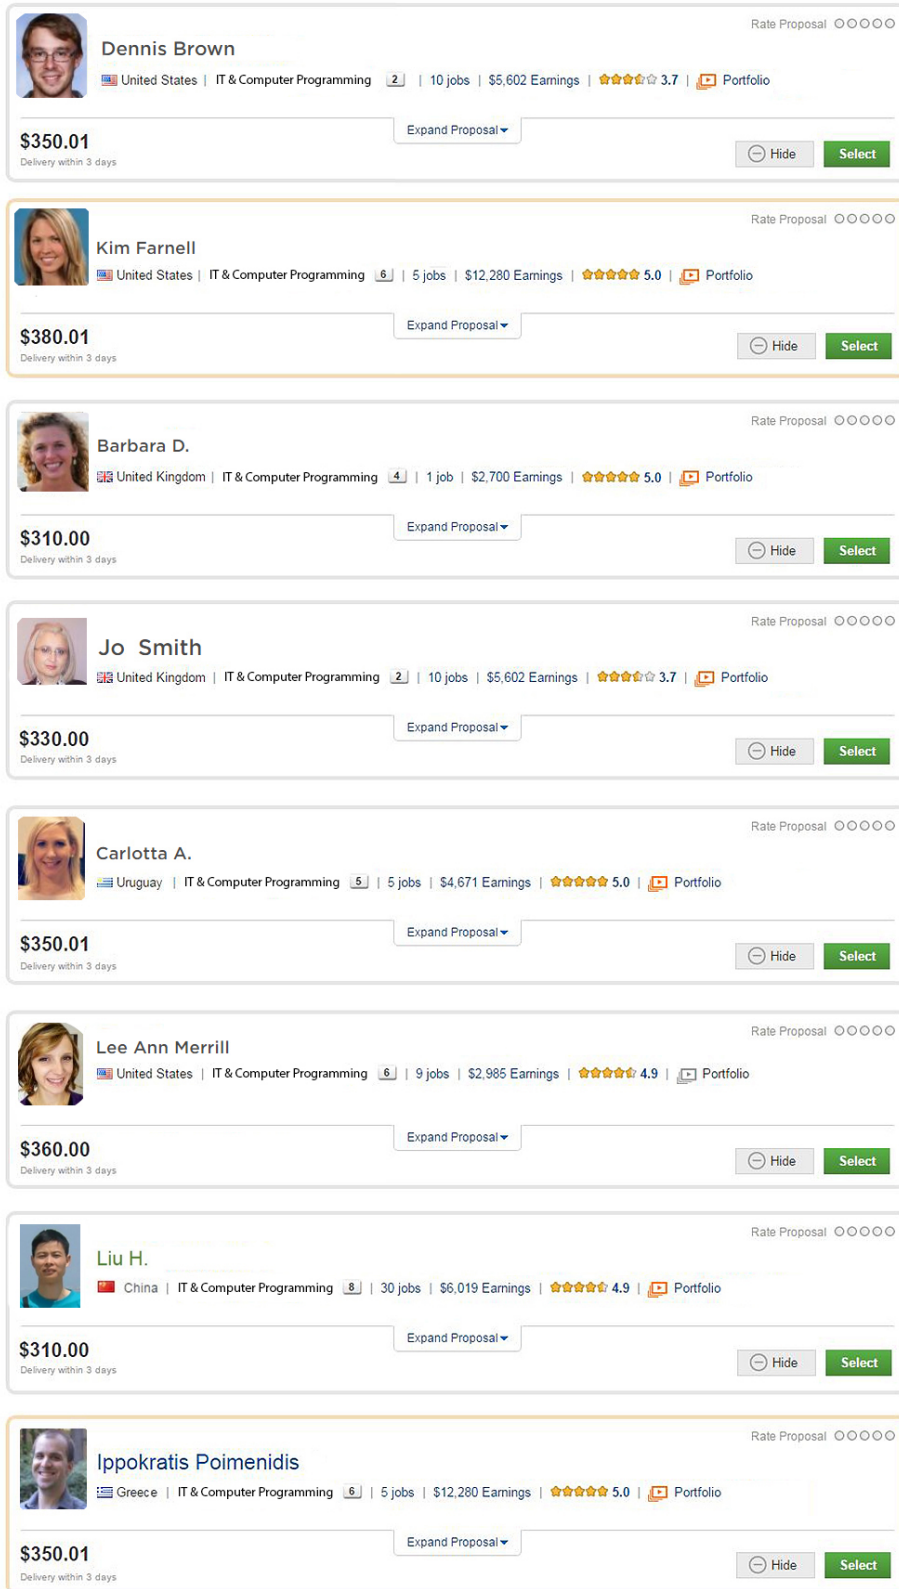 Rate Proposal
Dennis Brown
United States | IT & Computer Programming 2 | 10 jobs | $5,602 Earnings | 3.7 | Portfolio
Expand Proposal
$350.01
Delivery within 3 days
Hide Select
Rate Proposal
Kim Farnell
United States | IT & Computer Programming 6 | 5 jobs | $12,280 Earnings | 5.0 | Portfolio
Expand Proposal
$380.01
Delivery within 3 days
Hide Select
Rate Proposal
Barbara D.
United Kingdom | IT & Computer Programming 4 | 1 job | $2,700 Earnings | 5.0 | Portfolio
Expand Proposal
$310.00
Delivery within 3 days
Hide Select
Rate Proposal
Jo Smith
United Kingdom | IT & Computer Programming 2 | 10 jobs | $5,602 Earnings | 3.7 | Portfolio
Expand Proposal
$330.00
Delivery within 3 days
Hide Select
Rate Proposal
Carlotta A.
Uruguay | IT & Computer Programming 5 | 5 jobs | $4,671 Earnings | 5.0 | Portfolio
Expand Proposal
$350.01
Delivery within 3 days
Hide Select
Rate Proposal
Lee Ann Merrill
United States | IT & Computer Programming 6 | 9 jobs | $2,985 Earnings | 4.9 | Portfolio
Expand Proposal
$360.00
Delivery within 3 days
Hide Select
Rate Proposal
Liu H.
China | IT & Computer Programming 8 | 30 jobs | $6,019 Earnings | 4.9 | Portfolio
Expand Proposal
$310.00
Delivery within 3 days
Hide Select
Rate Proposal
Ippokratis Poimenidis
Greece | IT & Computer Programming 6 | 5 jobs | $12,280 Earnings | 5.0 | Portfolio
Expand Proposal
$350.01
Delivery within 3 days
Hide Select